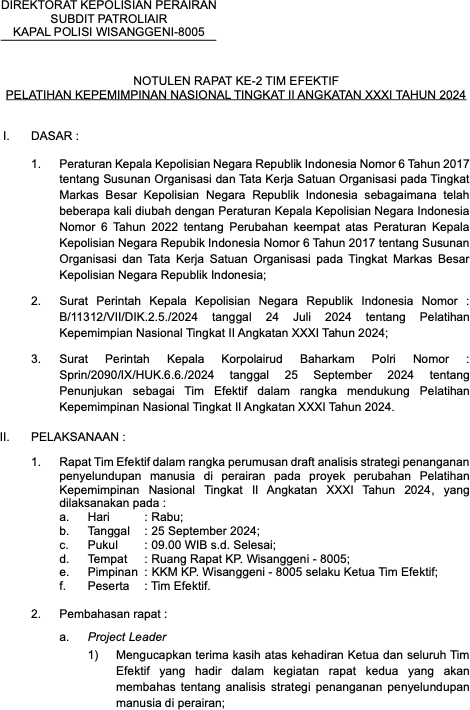 DIREKTORAT KEPOLISIAN PERAIRAN
SUBDIT PATROLIAIR
KAPAL POLISI WISANGGENI-8005
NOTULEN RAPAT KE-2 TIM EFEKTIF
PELATIHAN KEPEMIMPINAN NASIONAL TINGKAT II ANGKATAN XXXI TAHUN 2024
I. DASAR :
1. Peraturan Kepala Kepolisian Negara Republik Indonesia Nomor 6 Tahun 2017
tentang Susunan Organisasi dan Tata Kerja Satuan Organisasi pada Tingkat
Markas Besar Kepolisian Negara Republik Indonesia sebagaimana telah
beberapa kali diubah dengan Peraturan Kepala Kepolisian Negara Indonesia
Nomor 6 Tahun 2022 tentang Perubahan keempat atas Peraturan Kepala
Kepolisian Negara Repubik Indonesia Nomor 6 Tahun 2017 tentang Susunan
Organisasi dan Tata Kerja Satuan Organisasi pada Tingkat Markas Besar
Kepolisian Negara Republik Indonesia;
2. Surat Perintah Kepala Kepolisian Negara Republik Indonesia Nomor :
B/11312/VII/DIK.2.5./2024 tanggal 24 Juli 2024 tentang Pelatihan
Kepemimpian Nasional Tingkat II Angkatan XXXI Tahun 2024;
3. Surat Perintah Kepala Korpolairud Baharkam Polri Nomor :
Sprin/2090/IX/HUK.6.6./2024 tanggal 25 September 2024 tentang
Penunjukan sebagai Tim Efektif dalam rangka mendukung Pelatihan
Kepemimpinan Nasional Tingkat II Angkatan XXXI Tahun 2024.
II. PELAKSANAAN :
1. Rapat Tim Efektif dalam rangka perumusan draft analisis strategi penanganan
penyelundupan manusia di perairan pada proyek perubahan Pelatihan
Kepemimpinan Nasional Tingkat II Angkatan XXXI Tahun 2024, yang
dilaksanakan pada :
a. Hari : Rabu;
b. Tanggal : 25 September 2024;
c. Pukul : 09.00 WIB s.d. Selesai;
d. Tempat : Ruang Rapat KP. Wisanggeni - 8005;
e. Pimpinan : KKM KP. Wisanggeni - 8005 selaku Ketua Tim Efektif;
f. Peserta : Tim Efektif.
2. Pembahasan rapat :
a. Project Leader
1) Mengucapkan terima kasih atas kehadiran Ketua dan seluruh Tim
Efektif yang hadir dalam kegiatan rapat kedua yang akan
membahas tentang analisis strategi penanganan penyelundupan
manusia di perairan;